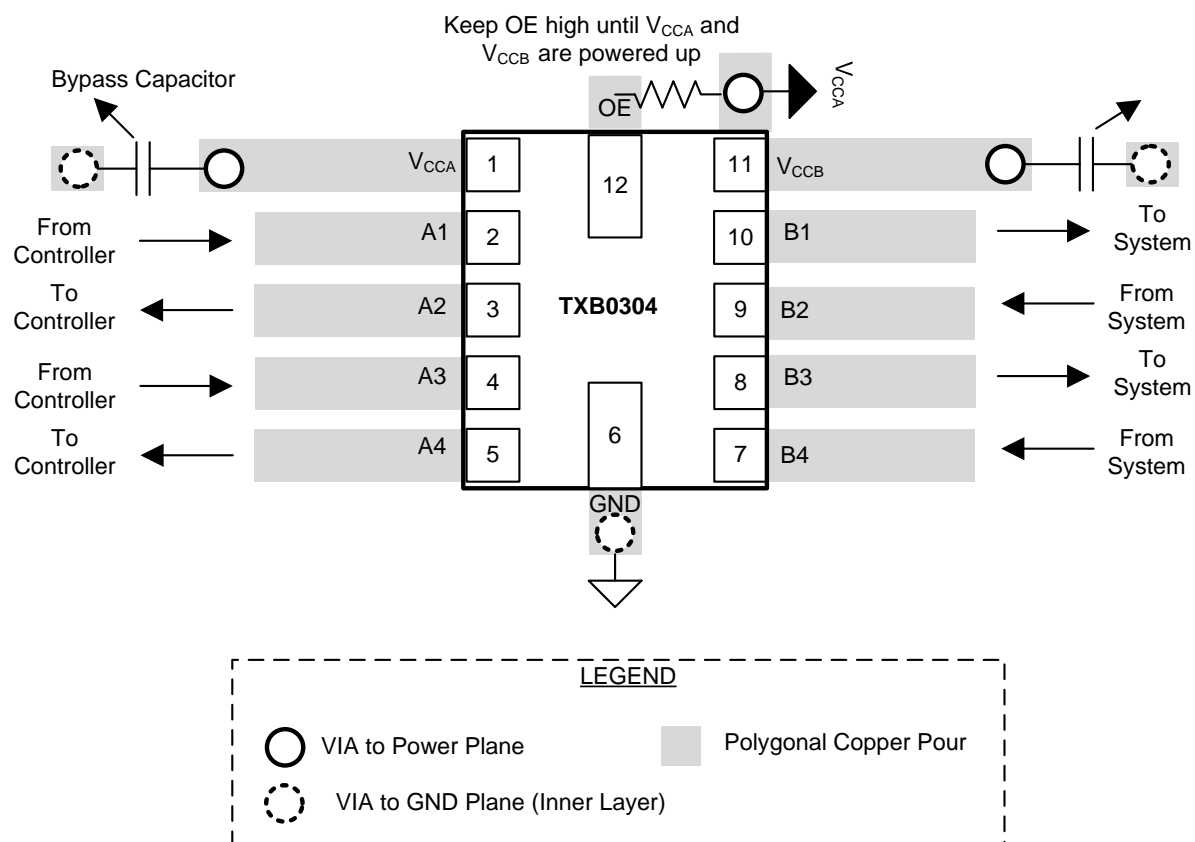 Keep OE high until VCCA and
VCCB are powered up
Bypass Capacitor
OE
VCCA
VCCA
1
12
11
VCCB
From
Controller
A1
2
10
B1
To
System
To
Controller
A2
3
TXB0304
9
B2
From
System
From
Controller
A3
4
8
B3
To
System
To
Controller
A4
5
6
7
B4
From
System
GND
LEGEND
VIA to Power Plane
Polygonal Copper Pour
VIA to GND Plane (Inner Layer)